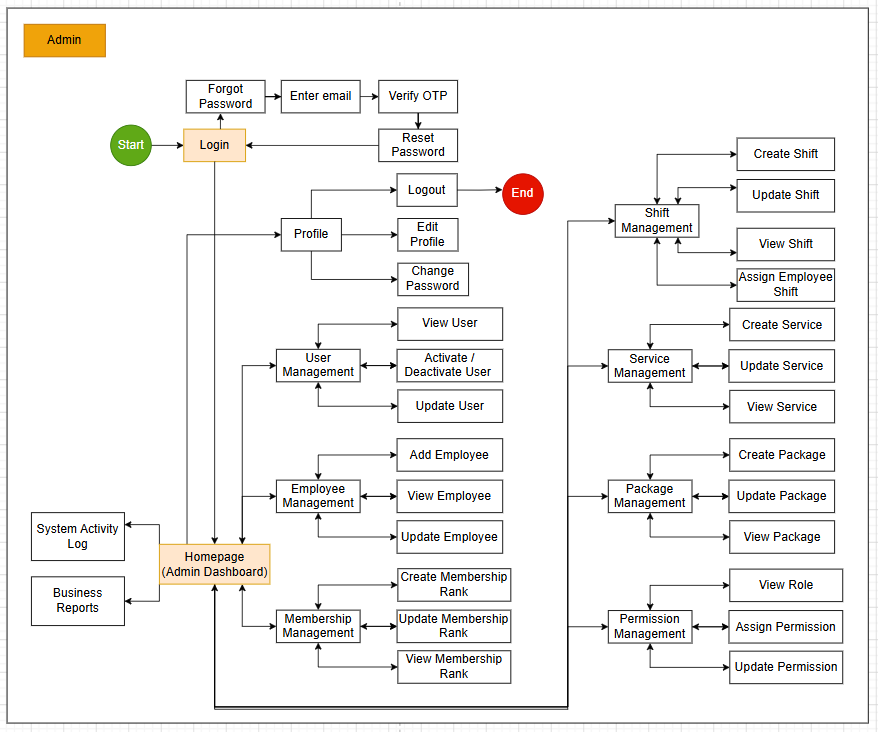 Admin
Forgot
Password
Enter email
Verify OTP
Start
Login
Reset
Password
Logout
End
Profile
Edit
Profile
Change
Password
View User
User
Management
Activate /
Deactivate User
Update User
Add Employee
Employee
Management
View Employee
Update Employee
System Activity
Log
Homepage
(Admin Dashboard)
Business
Reports
Create Membership
Rank
Membership
Management
Update Membership
Rank
View Membership
Rank
Create Shift
Update Shift
Shift
Management
View Shift
Assign Employee
Shift
Create Service
Service
Management
Update Service
View Service
Create Package
Package
Management
Update Package
View Package
View Role
Permission
Management
Assign Permission
Update Permission